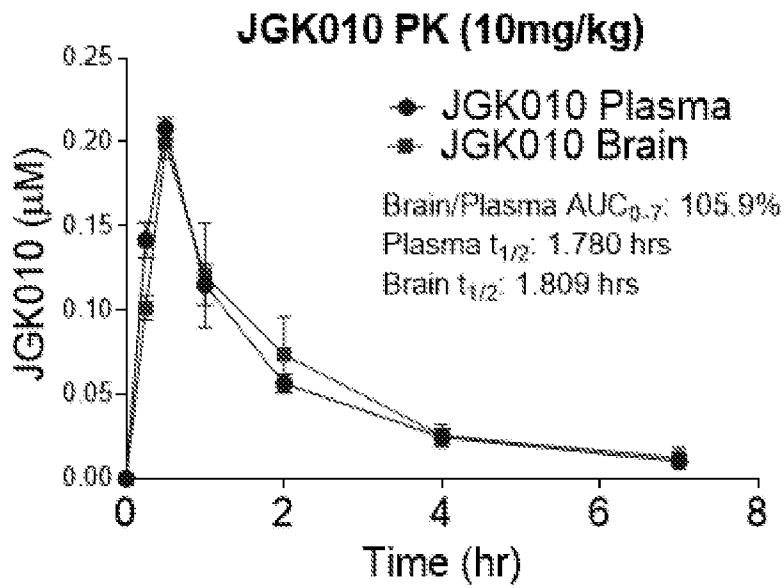 JGK010 PK (10mg/kg)
0.25
0.20
0.15
0.10
0.05
0.00
JGK010 (μM)
JGK010 Plasma
JGK010 Brain
Brain/Plasma AUC₀₋₇: 105.9%
Plasma t₁/₂: 1.780 hrs
Brain t₁/₂: 1.809 hrs
0 2 4 6 8
Time (hr)